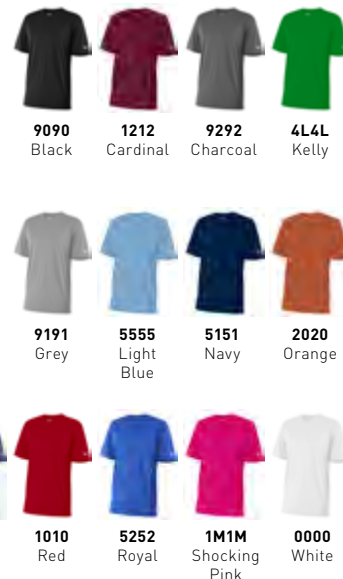 9090 1212 9292 4L4L
Black Cardinal Charcoal Kelly
9191 5555 5151 2020
Grey Light Navy Orange
Blue
1010 5252 1M1M 0000
Red Royal Shocking White
Pink